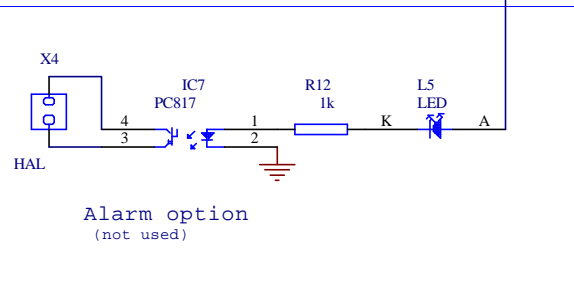 X4
IC7
PC817
R12
1k
L5
LED
4
3
1
2
K
A
HAL
Alarm option
(not used)